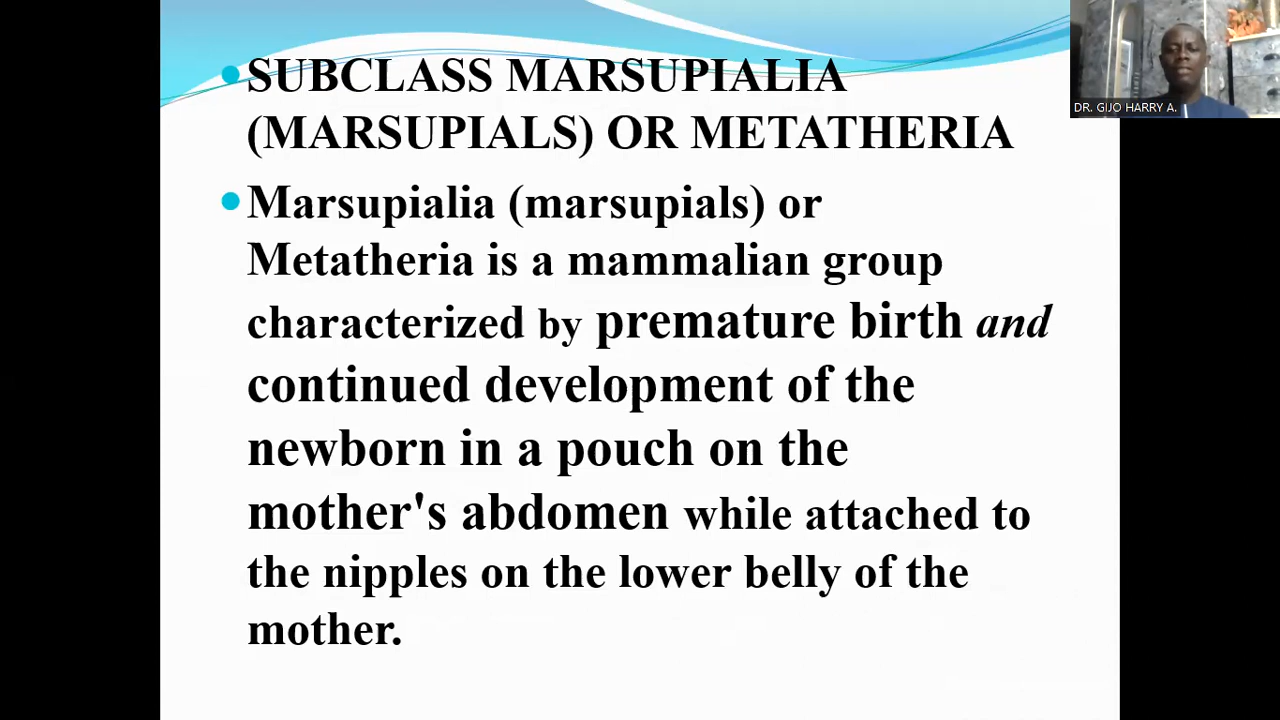 SUBCLASS MARSUPIALIA
(MARSUPIALS) OR METATHERIA
Marsupialia (marsupials) or
Metatheria is a mammalian group
characterized by premature birth and
continued development of the
newborn in a pouch on the
mother's abdomen while attached to
the nipples on the lower belly of the
mother.
DR. GIJO HARRY A.